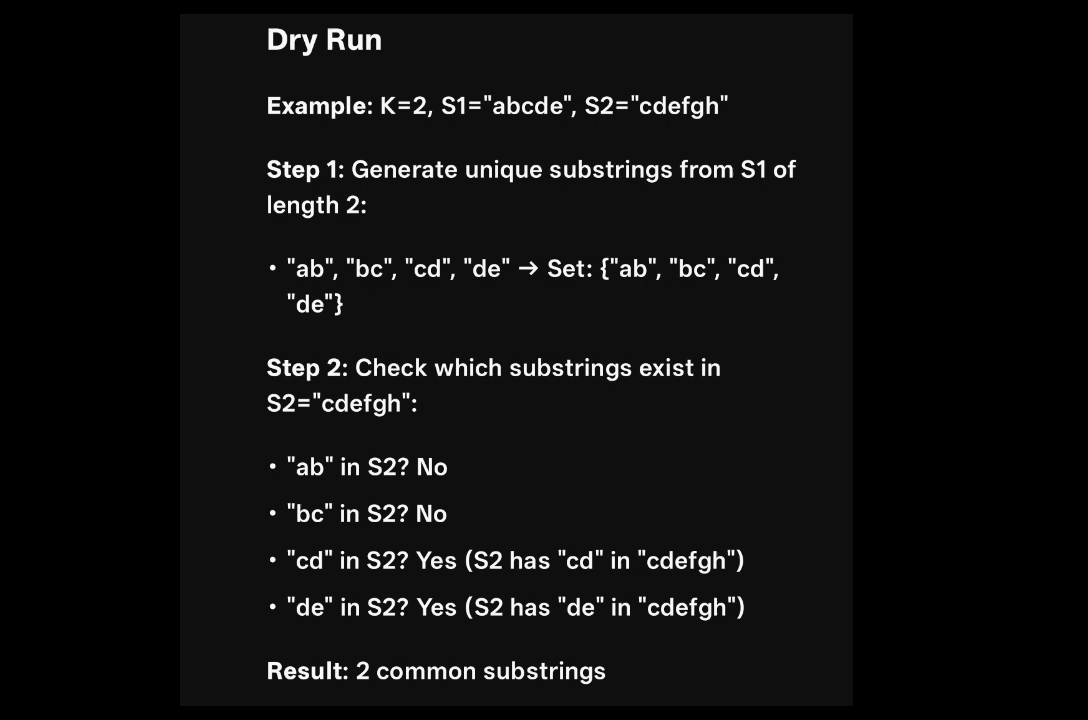 Dry Run
Example: K=2, S1="abcde", S2="cdefgh"
Step 1: Generate unique substrings from S1 of
length 2:
• "ab", "bc", "cd", "de" → Set: {"ab", "bc", "cd",
"de"}
Step 2: Check which substrings exist in
S2="cdefgh":
• "ab" in S2? No
• "bc" in S2? No
• "cd" in S2? Yes (S2 has "cd" in "cdefgh")
• "de" in S2? Yes (S2 has "de" in "cdefgh")
Result: 2 common substrings